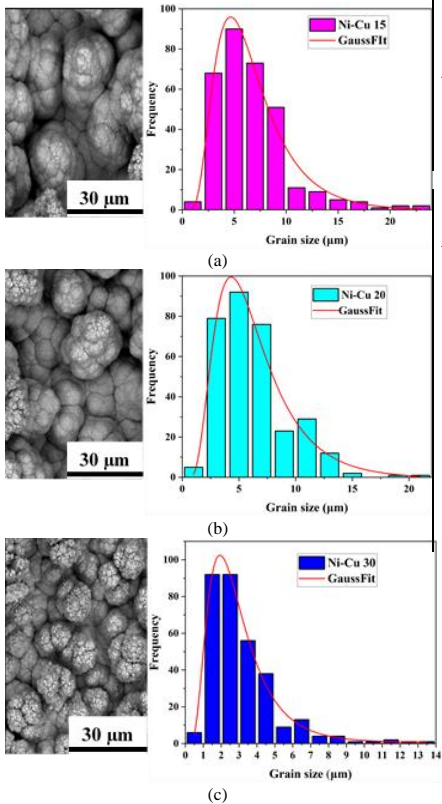 30 μm
Frequency
100
80
60
40
20
0
Ni-Cu 15
GaussFIt
5
10
15
20
Grain size (μm)
(a)
30 μm
Frequency
100
80
60
40
20
0
Ni-Cu 20
GaussFit
0
5
10
15
20
Grain size (μm)
(b)
30 μm
Frequency
100
80
60
40
20
0
Ni-Cu 30
GaussFit
0 1 2 3 4 5 6 7 8 9 10 11 12 13 14
Grain size (μm)
(c)